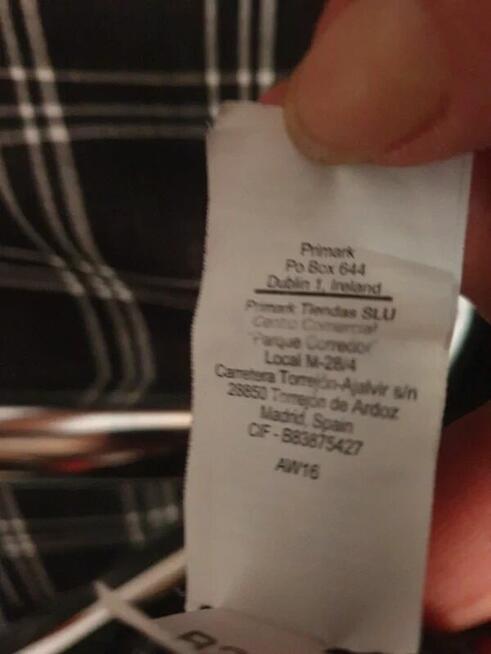 Primark
Po Box 644
Dublin 1, Ireland
Primark Tiendas SLU
Centro Comercial
"Parque Corredor"
Local M-28/4
Carretera Torrejón-Ajalvir s/n
28850 Torrejón de Ardoz
Madrid, Spain
CIF - B83875427
AW16